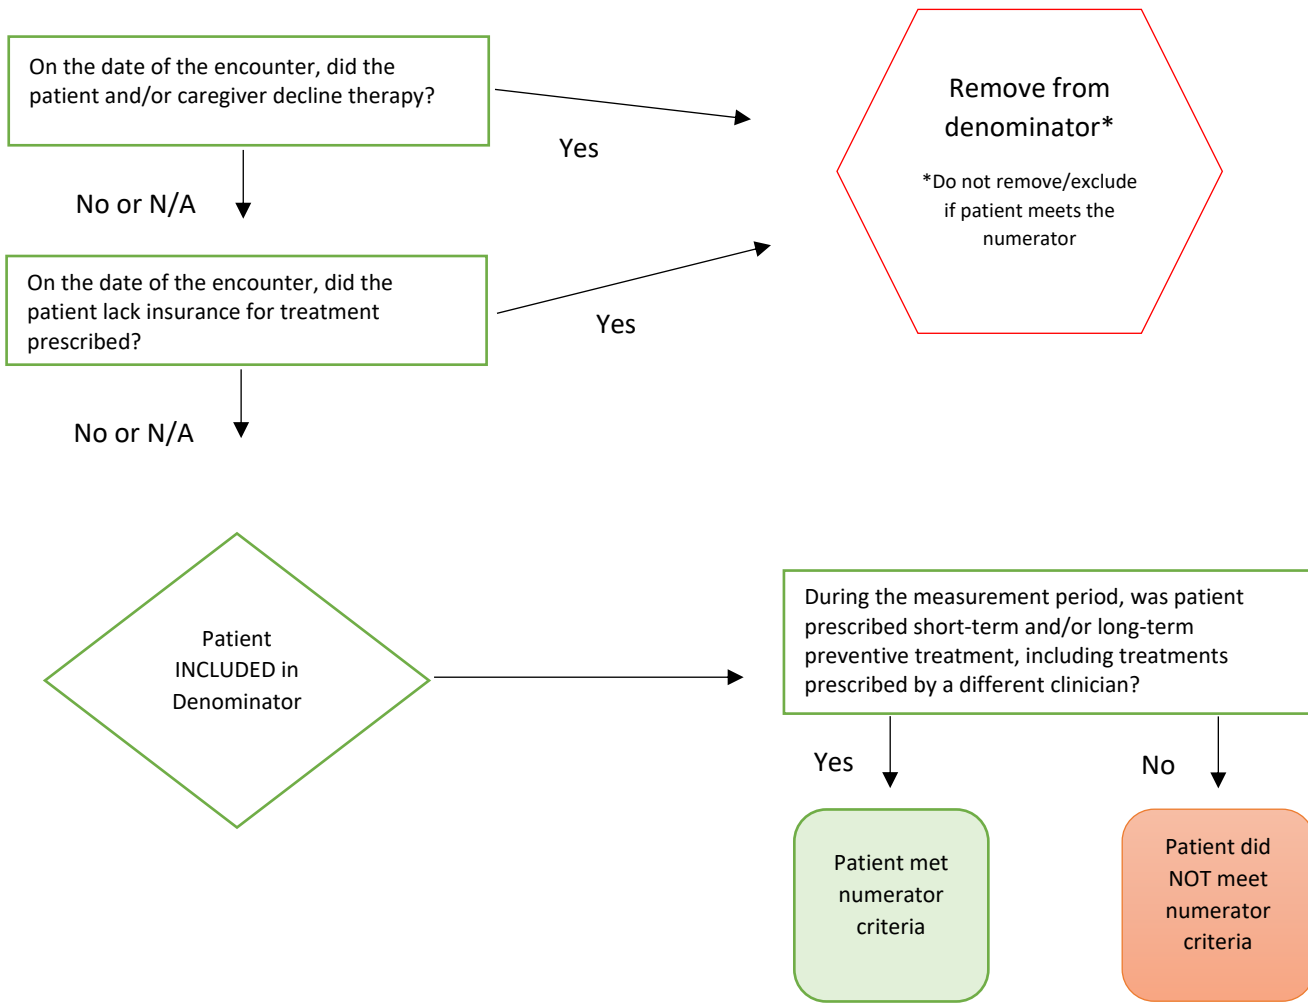 On the date of the encounter, did the
patient and/or caregiver decline therapy?
Yes
Remove from
denominator*
*Do not remove/exclude
if patient meets the
numerator
No or N/A
On the date of the encounter, did the
patient lack insurance for treatment
prescribed?
Yes
No or N/A
Patient
INCLUDED in
Denominator
During the measurement period, was patient
prescribed short-term and/or long-term
preventive treatment, including treatments
prescribed by a different clinician?
Yes
No
Patient met
numerator
criteria
Patient did
NOT meet
numerator
criteria